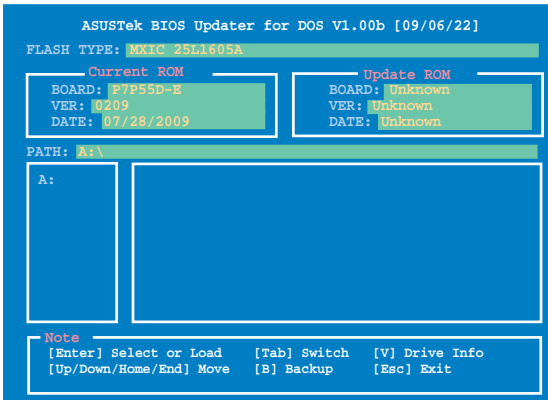 ASUSTek BIOS Updater for DOS V1.00b [09/06/22]
FLASH TYPE: MXIC 25L1605A
Current ROM
BOARD: P7P55D-E
VER: 0209
DATE: 07/28/2009
Update ROM
BOARD: Unknown
VER: Unknown
DATE: Unknown
PATH: A:\
A:
Note
[Enter] Select or Load [Tab] Switch [V] Drive Info
[Up/Down/Home/End] Move [B] Backup [Esc] Exit